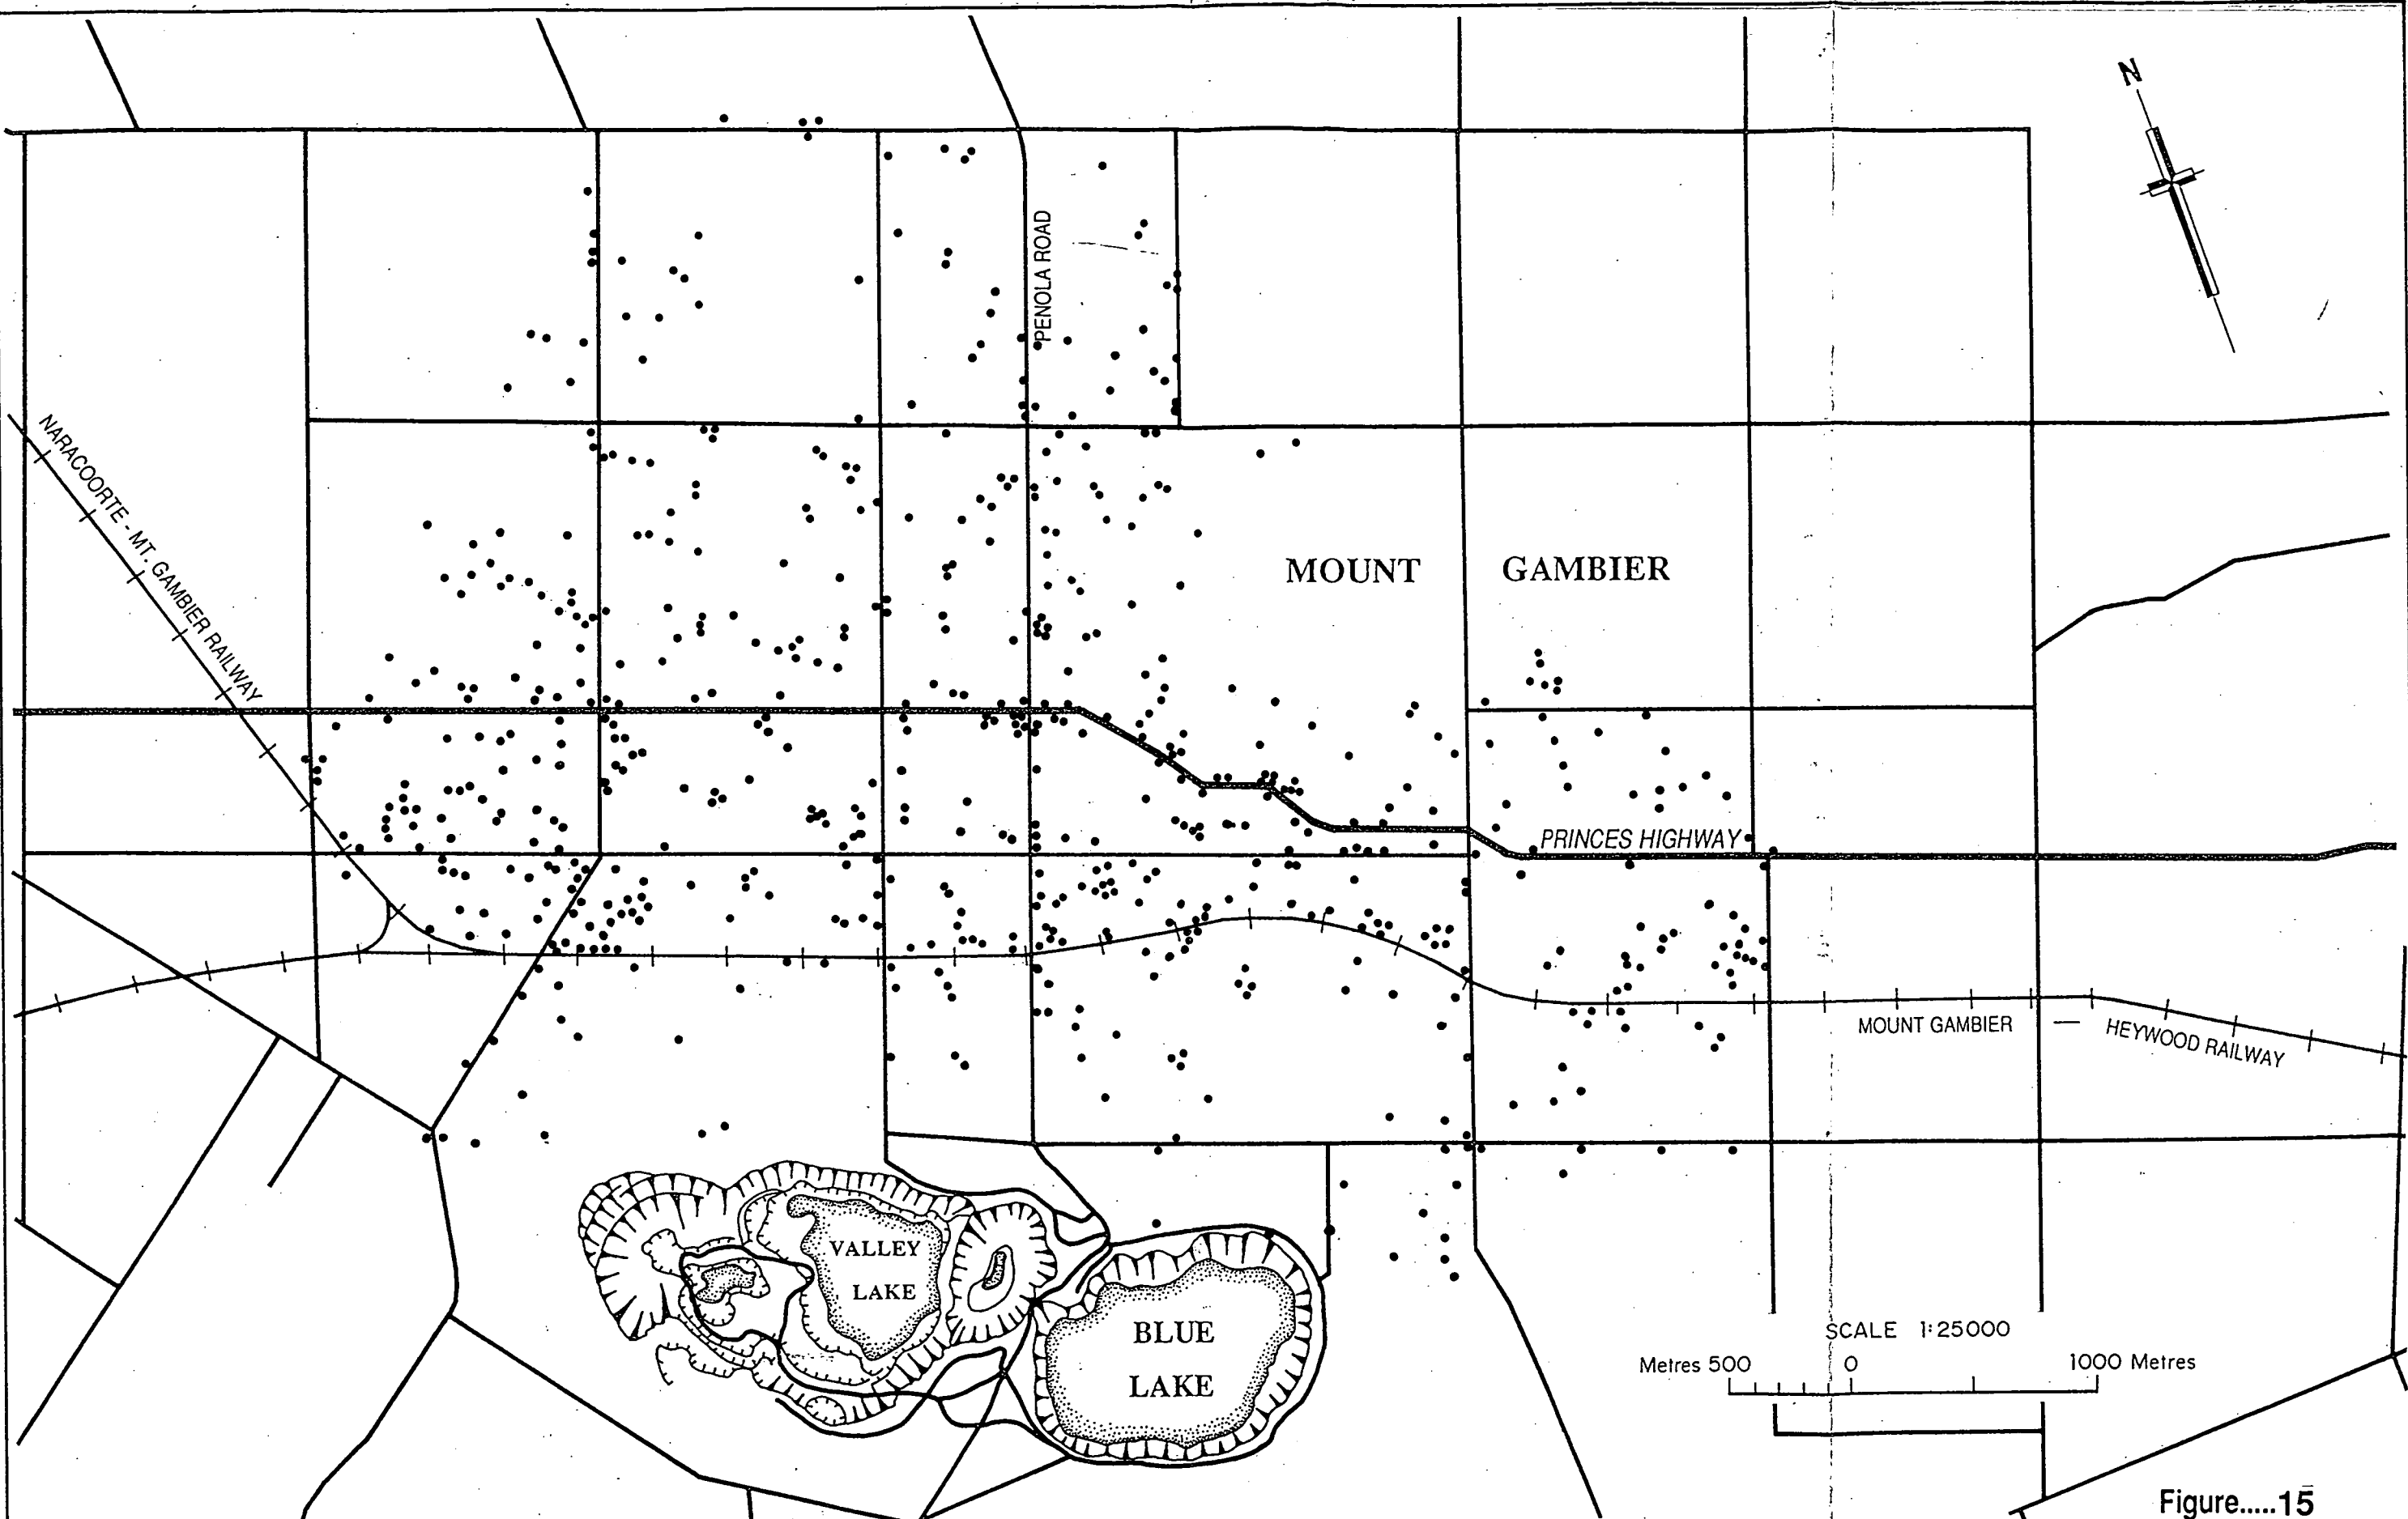 N
PENOLA ROAD
NARACOORTE - MT. GAMBIER RAILWAY
MOUNT GAMBIER
PRINCES HIGHWAY
MOUNT GAMBIER — HEYWOOD RAILWAY
VALLEY
LAKE
BLUE
LAKE
SCALE 1:25000
Metres 500 0 1000 Metres
Figure.....15